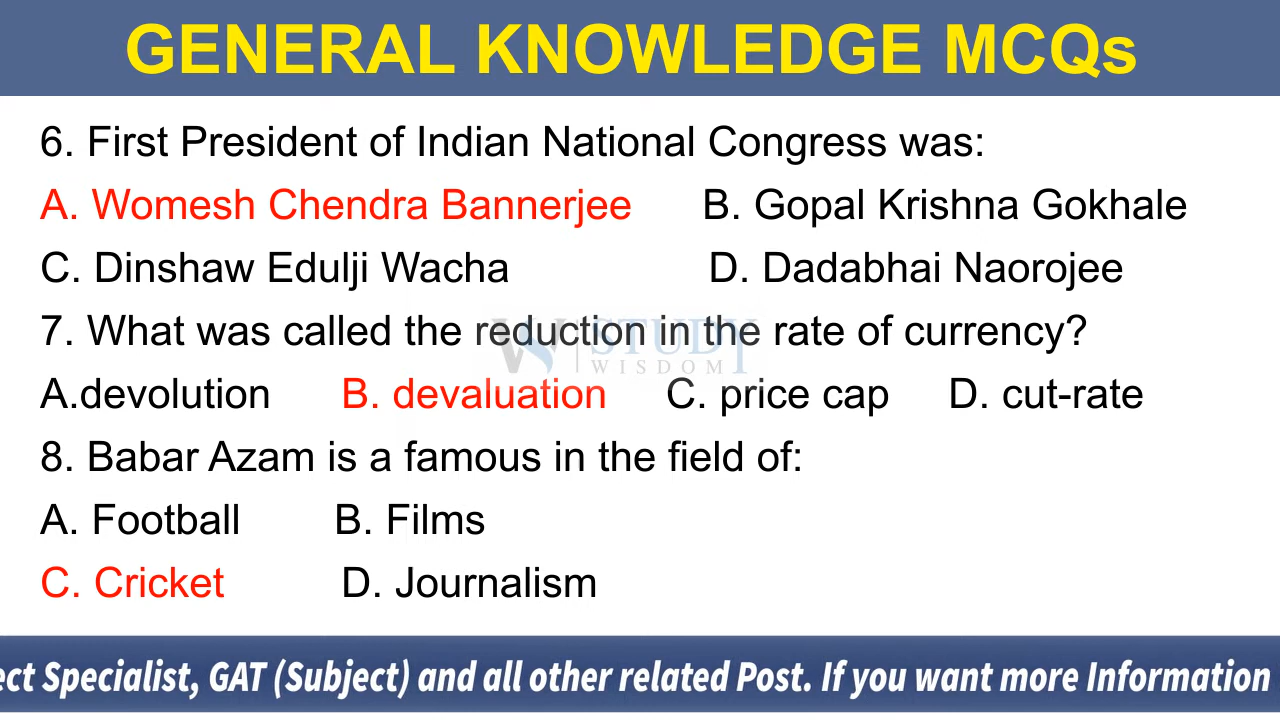 GENERAL KNOWLEDGE MCQs
6. First President of Indian National Congress was:
A. Womesh Chendra Bannerjee B. Gopal Krishna Gokhale
C. Dinshaw Edulji Wacha D. Dadabhai Naorojee
7. What was called the reduction in the rate of currency?
A.devolution B. devaluation C. price cap D. cut-rate
8. Babar Azam is a famous in the field of:
A. Football B. Films
C. Cricket D. Journalism
STUDY
WISDOM
ect Specialist, GAT (Subject) and all other related Post. If you want more Information